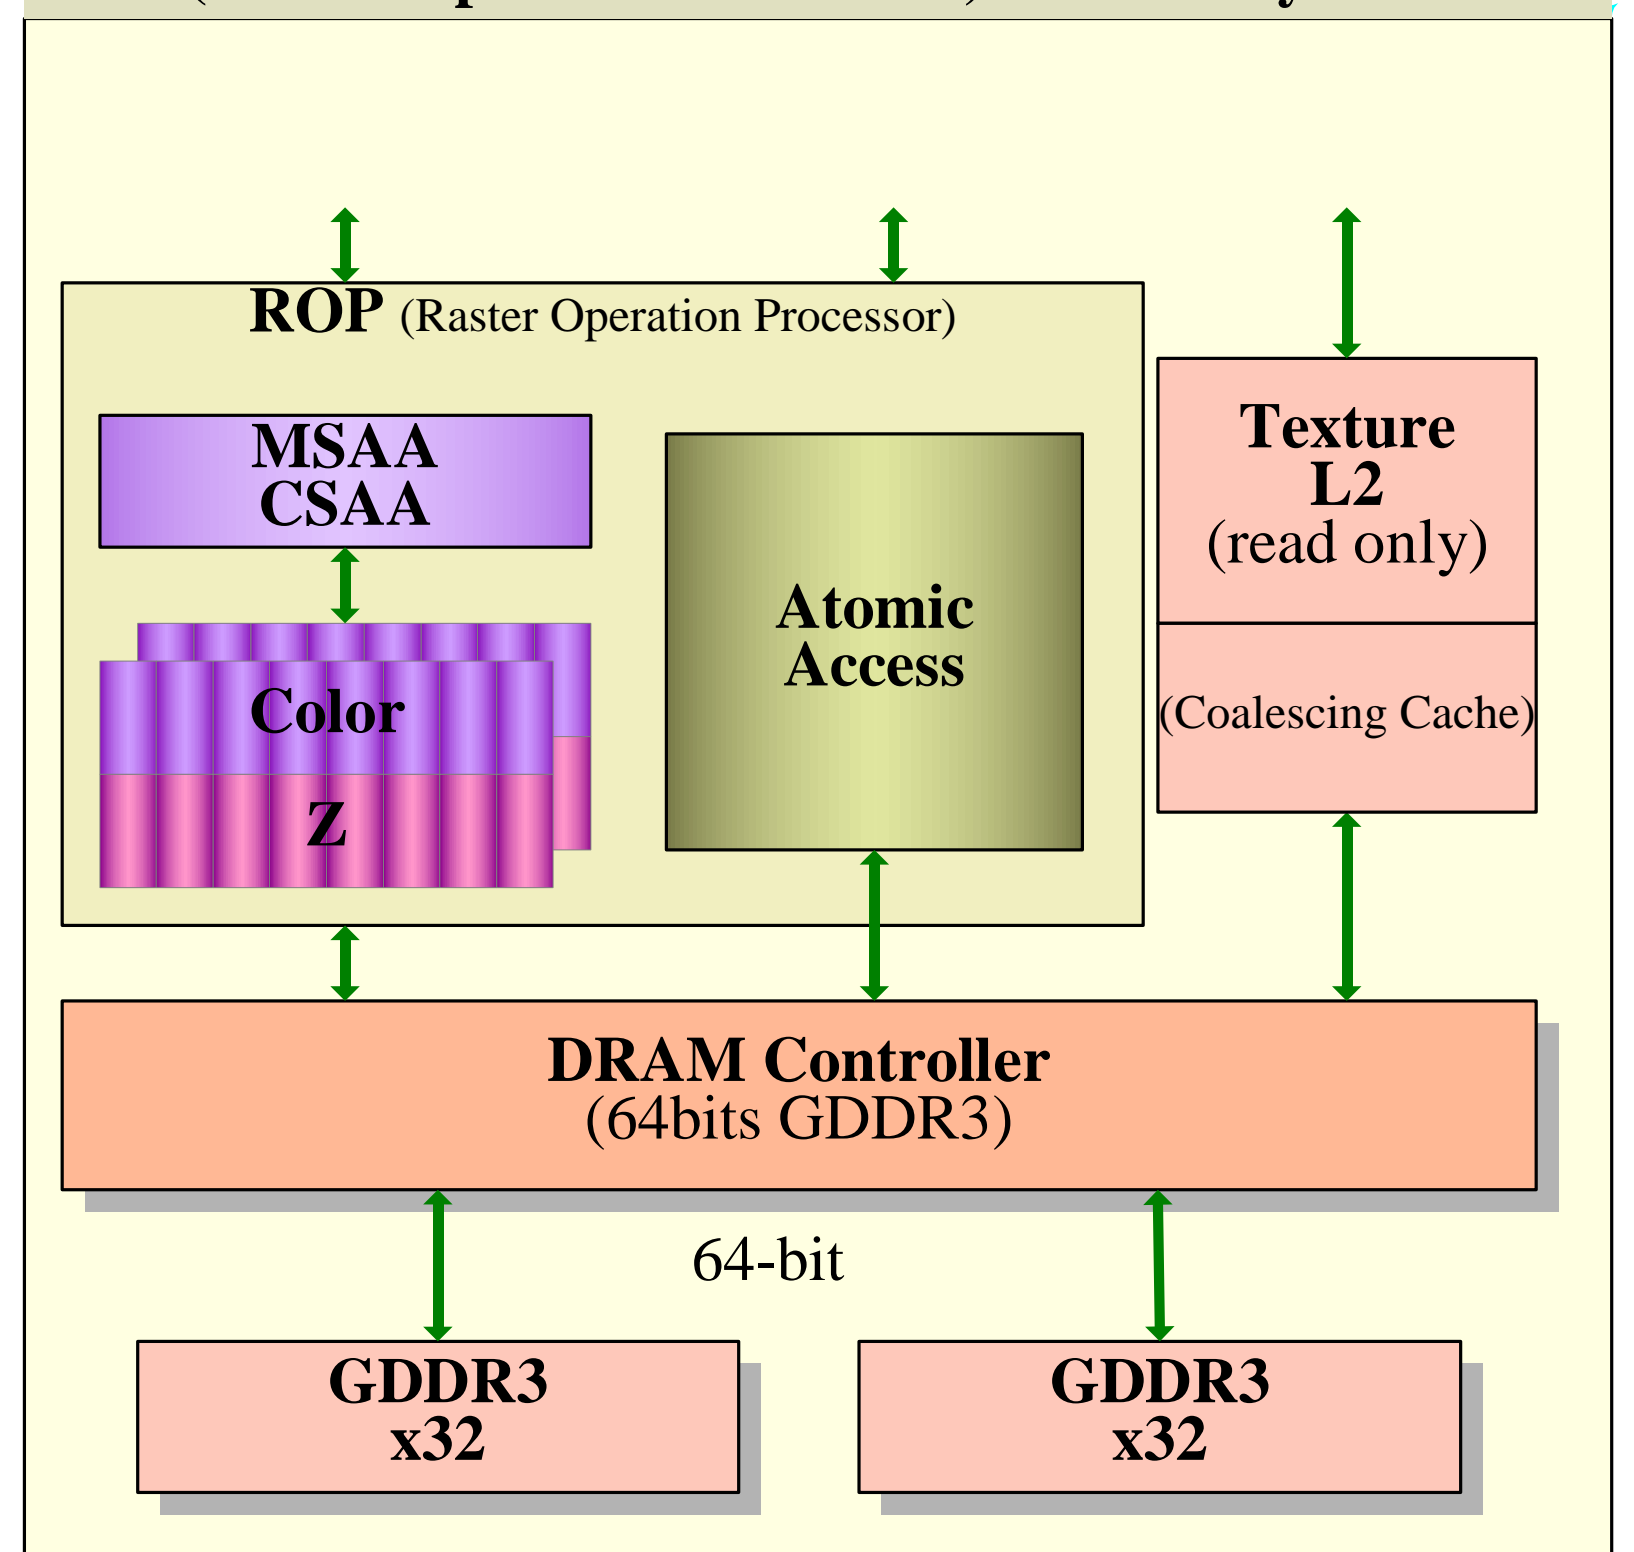 ROP (Raster Operation Processor)
MSAA
CSAA
Color
Z
Atomic
Access
Texture
L2
(read only)
(Coalescing Cache)
DRAM Controller
(64bits GDDR3)
64-bit
GDDR3
x32
GDDR3
x32